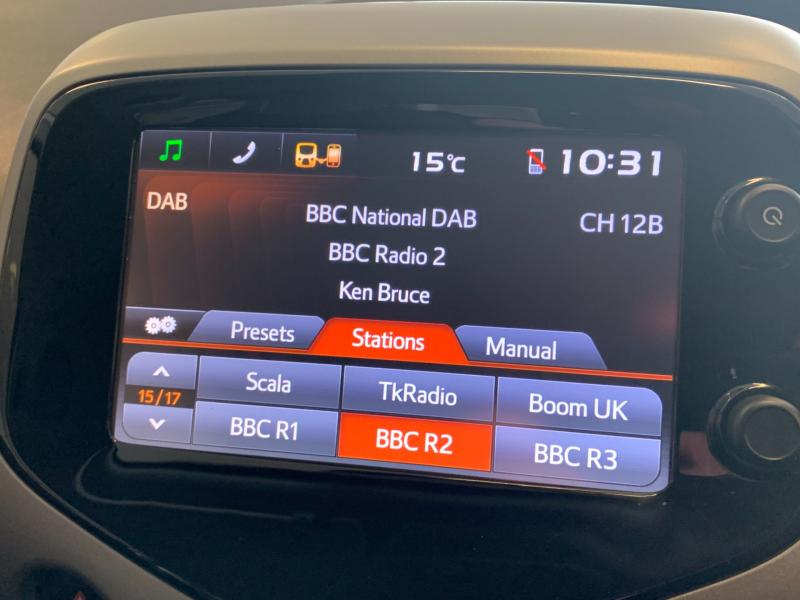 15°C 10:31
DAB
BBC National DAB
CH 12B
BBC Radio 2
Ken Bruce
Presets Stations Manual
15/17
Scala TkRadio Boom UK
BBC R1 BBC R2 BBC R3